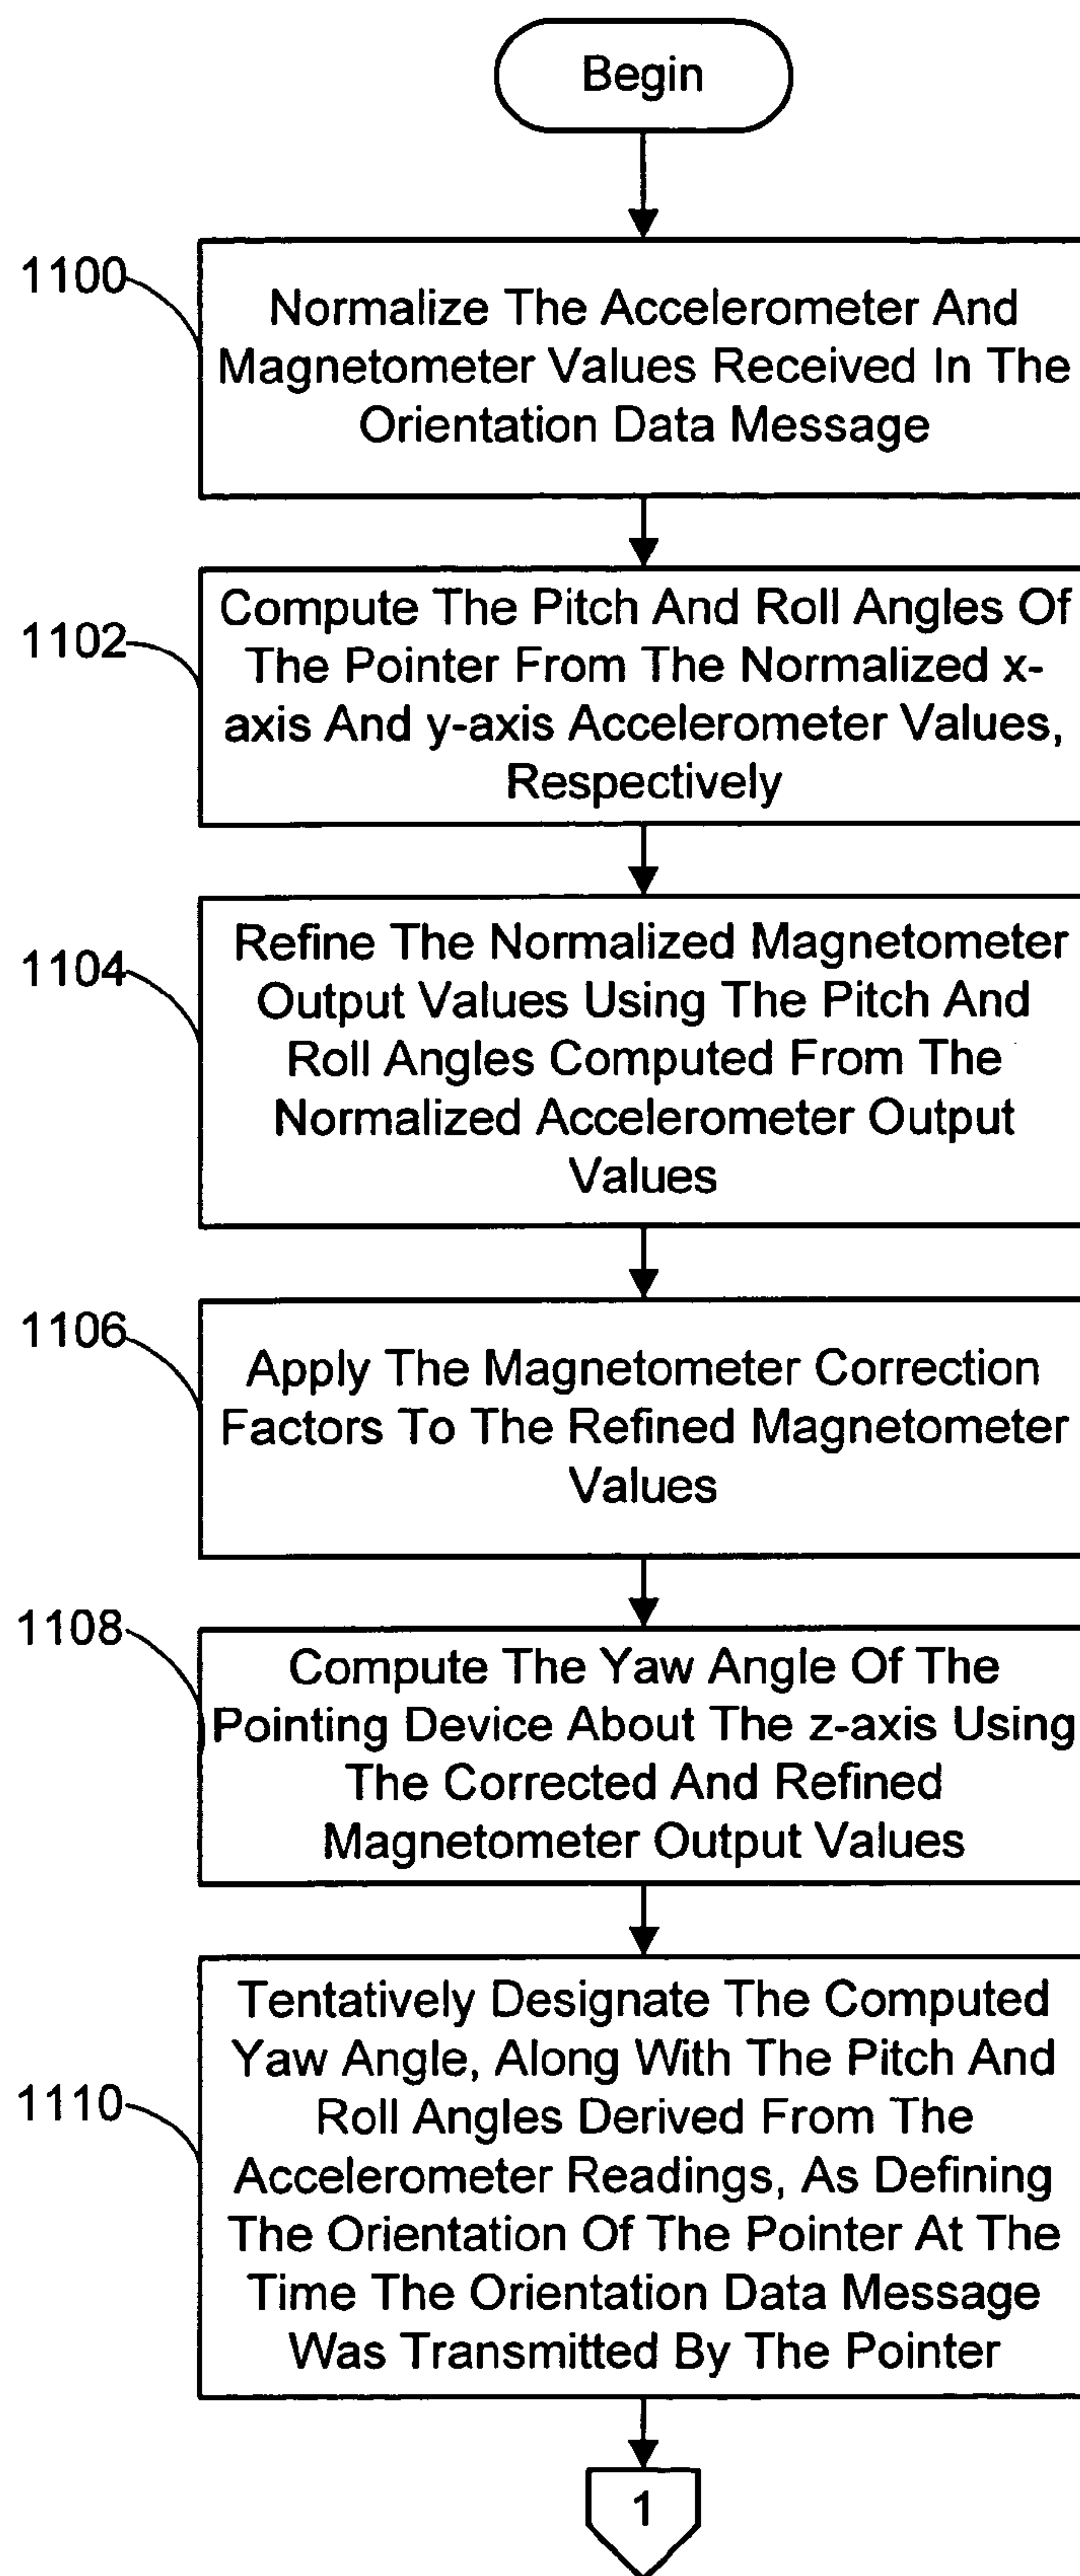 Begin
1100
Normalize The Accelerometer And
Magnetometer Values Received In The
Orientation Data Message
1102
Compute The Pitch And Roll Angles Of
The Pointer From The Normalized x-
axis And y-axis Accelerometer Values,
Respectively
1104
Refine The Normalized Magnetometer
Output Values Using The Pitch And
Roll Angles Computed From The
Normalized Accelerometer Output
Values
1106
Apply The Magnetometer Correction
Factors To The Refined Magnetometer
Values
1108
Compute The Yaw Angle Of The
Pointing Device About The z-axis Using
The Corrected And Refined
Magnetometer Output Values
1110
Tentatively Designate The Computed
Yaw Angle, Along With The Pitch And
Roll Angles Derived From The
Accelerometer Readings, As Defining
The Orientation Of The Pointer At The
Time The Orientation Data Message
Was Transmitted By The Pointer
1